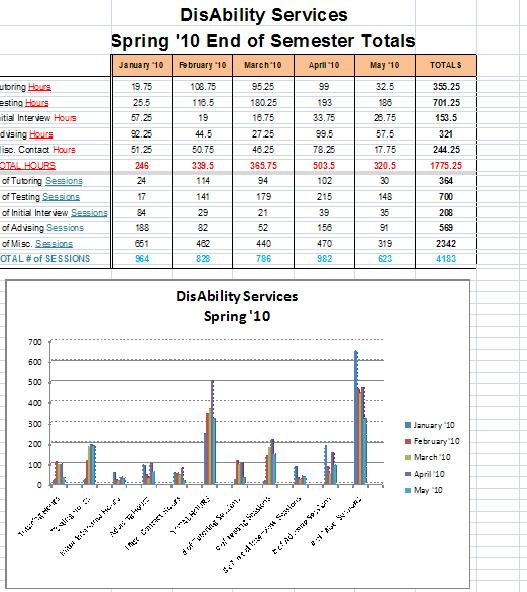 DisAbility Services
Spring '10 End of Semester Totals
January '10 February '10 March '10 April '10 May '10 TOTALS
utoring Hours 19.75 108.75 95.25 99 32.5 355.25
esting Hours 25.5 116.5 180.25 193 186 701.25
itial Interview Hours 57.25 19 16.75 33.75 26.75 153.5
dvising Hours 92.25 44.5 27.25 99.5 57.5 321
isc. Contact Hours 51.25 50.75 46.25 78.25 17.75 244.25
OTAL HOURS 246 339.5 365.75 503.5 320.5 1775.25
of Tutoring Sessions 24 114 94 102 30 364
of Testing Sessions 17 141 179 215 148 700
of Initial Interview Sessions 84 29 21 39 35 208
of Advising Sessions 188 82 52 156 91 569
of Misc. Sessions 651 462 440 470 319 2342
OTAL # of SESSIONS 964 828 786 982 623 4183
DisAbility Services
Spring '10
700
600
500
400
300
200
100
0
January '10
February '10
March '10
April '10
May '10